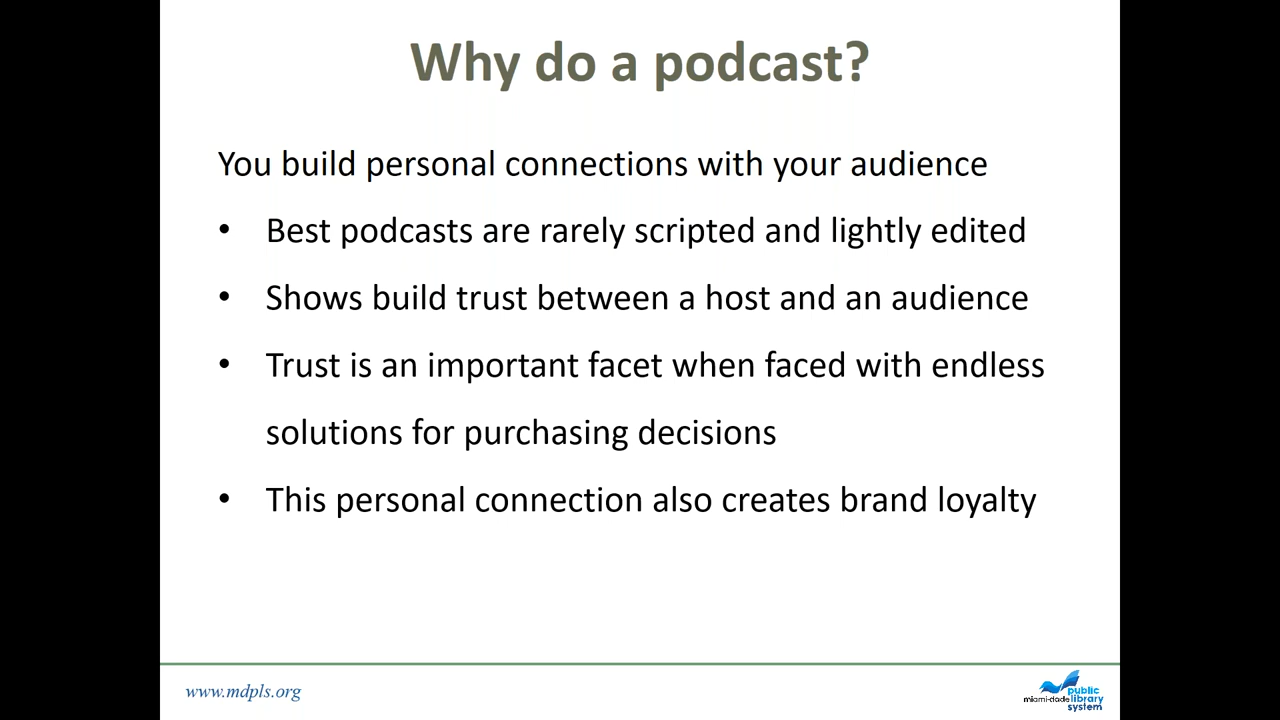 Why do a podcast?
You build personal connections with your audience
• Best podcasts are rarely scripted and lightly edited
• Shows build trust between a host and an audience
• Trust is an important facet when faced with endless
solutions for purchasing decisions
• This personal connection also creates brand loyalty
www.mdpls.org
public
miami-dade library
system